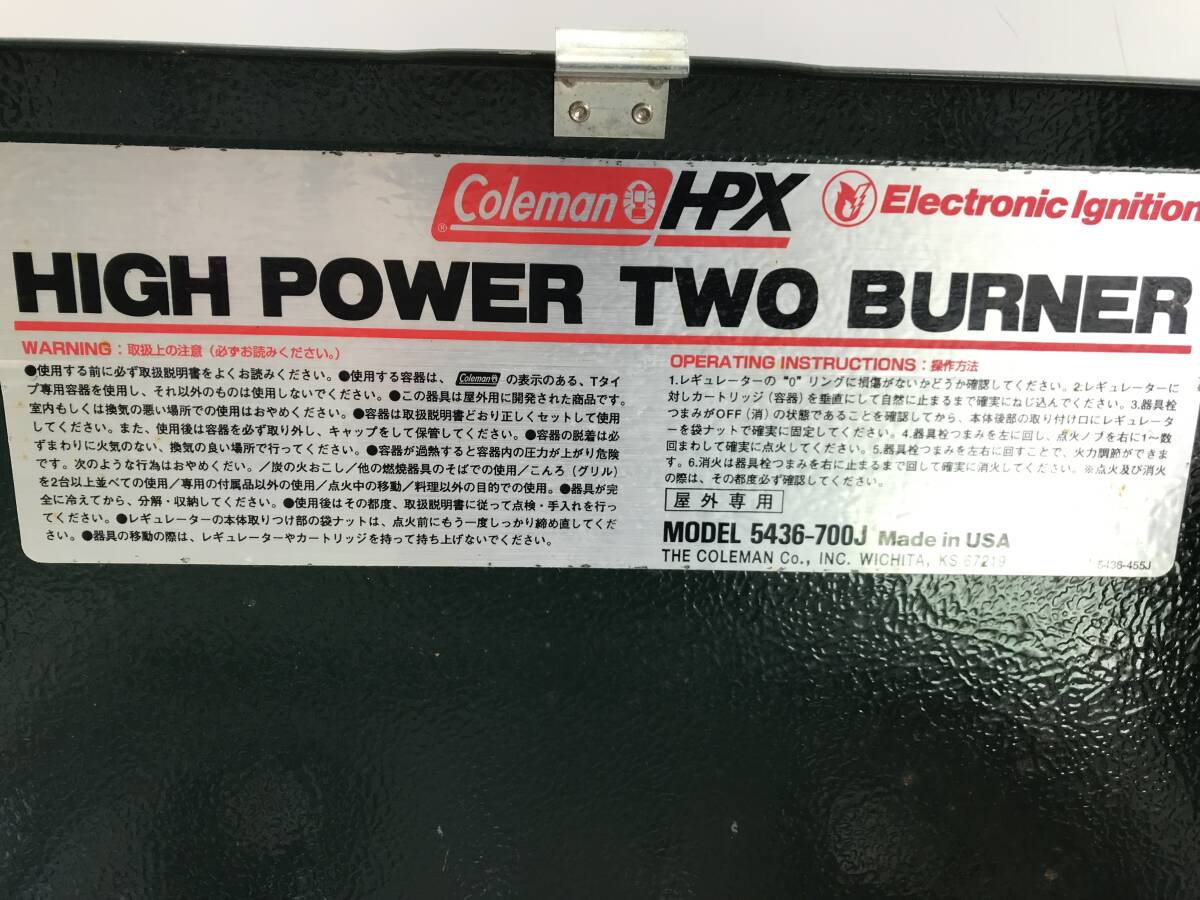 Coleman HPX Electronic Ignition
HIGH POWER TWO BURNER
WARNING：取扱上の注意（必ずお読みください。）
●使用する前に必ず取扱説明書をよくお読みください。●使用する容器は、Coleman の表示のある、Tタイ
プ専用容器を使用し、それ以外のものは使用しないでください。●この器具は屋外用に開発された商品です。
室内もしくは換気の悪い場所での使用はおやめください。●容器は取扱説明書どおり正しくセットして使用
してください。また、使用後は容器を必ず取り外し、キャップをして保管してください。●容器の脱着は必
ずまわりに火気のない、換気の良い場所で行ってください。●容器が過熱すると容器内の圧力が上がり危険
です。次のような行為はおやめくだい。／炭の火おこし／他の燃焼器具のそばでの使用／こんろ（グリル）
を2台以上並べての使用／専用の付属品以外の使用／点火中の移動／料理以外の目的での使用。●器具が完
全に冷えてから、分解・収納してください。●使用後はその都度、取扱説明書に従って点検・手入れを行っ
てください。●レギュレーターの本体取りつけ部の袋ナットは、点火前にもう一度しっかり締め直してくだ
さい。●器具の移動の際は、レギュレーターやカートリッジを持って持ち上げないでください。
OPERATING INSTRUCTIONS：操作方法
1.レギュレーターの "O" リングに損傷がないかどうか確認してください。2.レギュレーターに
対しカートリッジ（容器）を垂直にして自然に止まるまで確実にねじ込んでください。3.器具栓
つまみがOFF（消）の状態であることを確認してから、本体後部の取り付け口にレギュレータ
ーを袋ナットで確実に固定してください。4.器具栓つまみを左に回し、点火ノブを右に1〜数
回まわして確実に点火してください。5.器具栓つまみを左右に回すことで、火力調節ができま
す。6.消火は器具栓つまみを右に止まるまで回して確実に消火してください。※点火及び消火
の際は、その都度必ず確認してください。
屋外専用
MODEL 5436-700J Made in USA
THE COLEMAN Co., INC. WICHITA, KS 67219
5436-455J